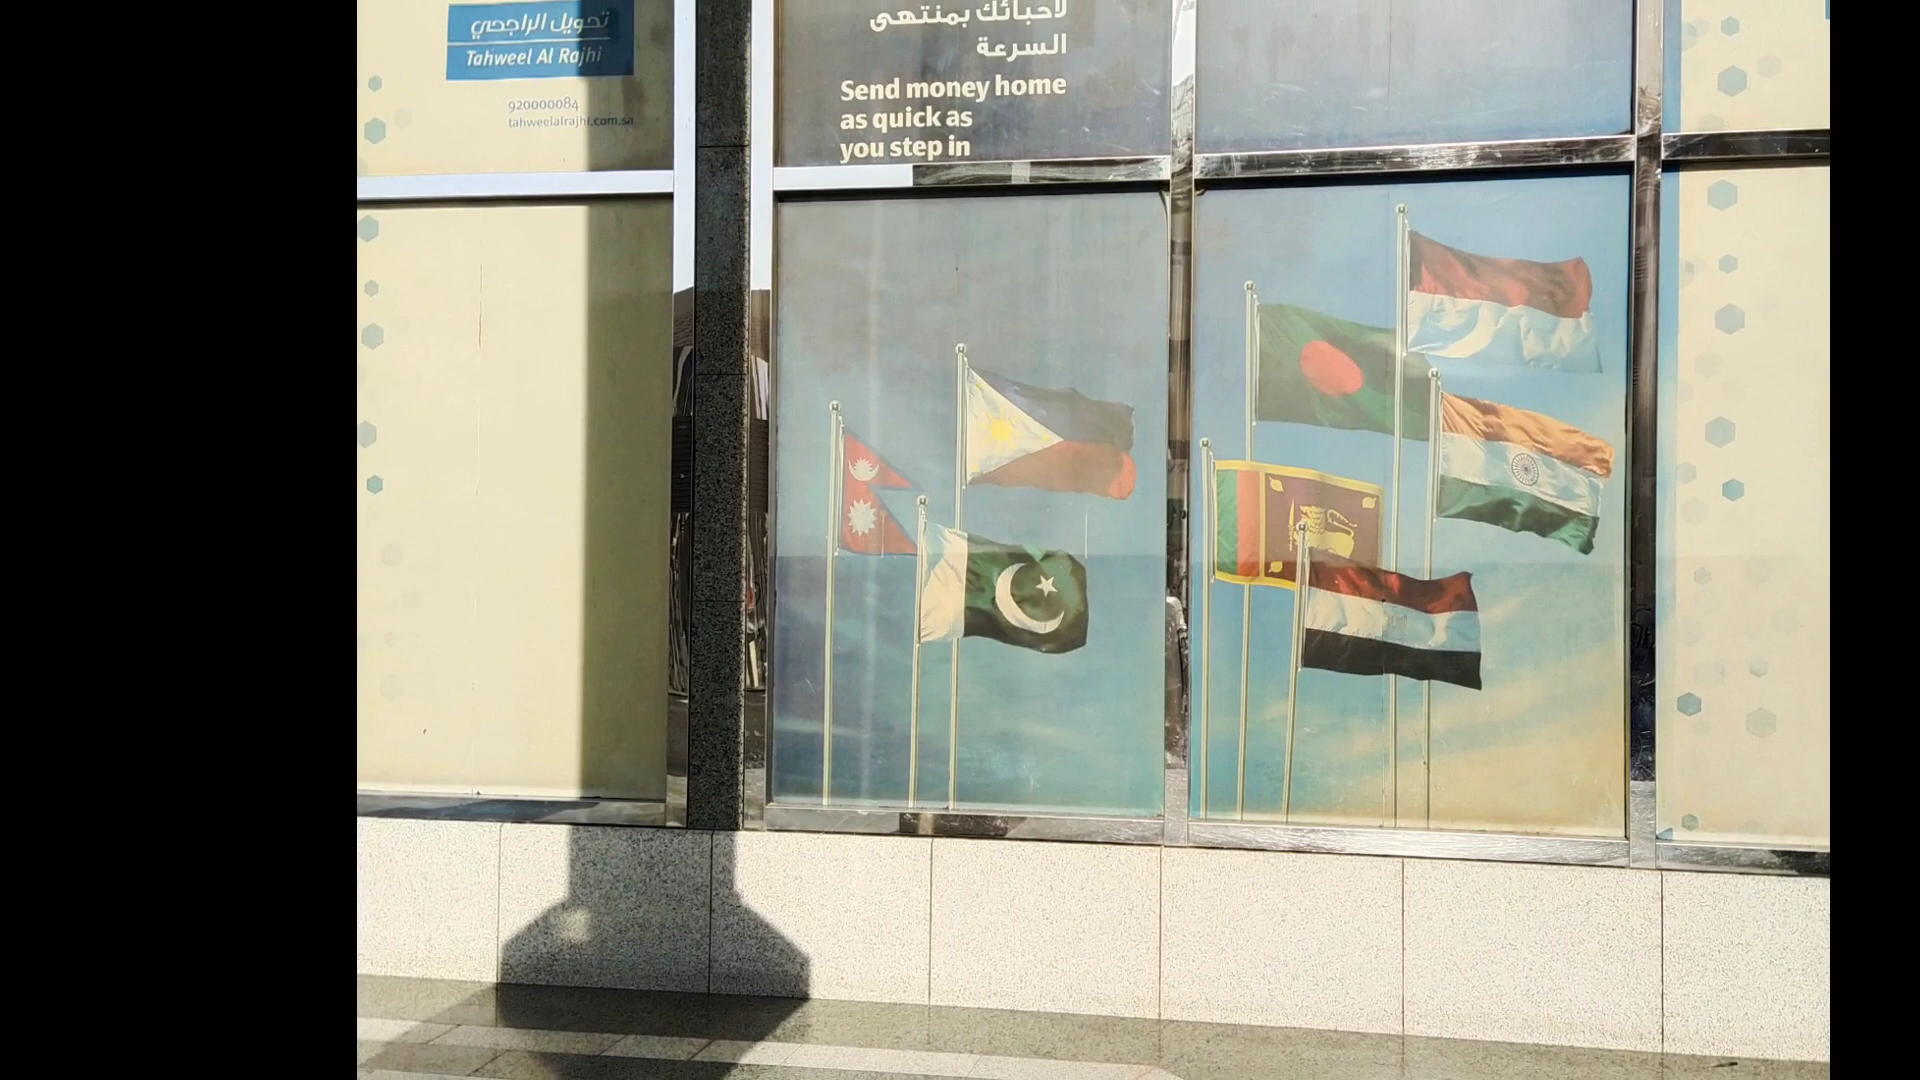 تحويل الراجحي
Tahweel Al Rajhi
920000084
tahweelalrajhi.com.sa
لأحبائك بمنتهى
السرعة
Send money home
as quick as
you step in